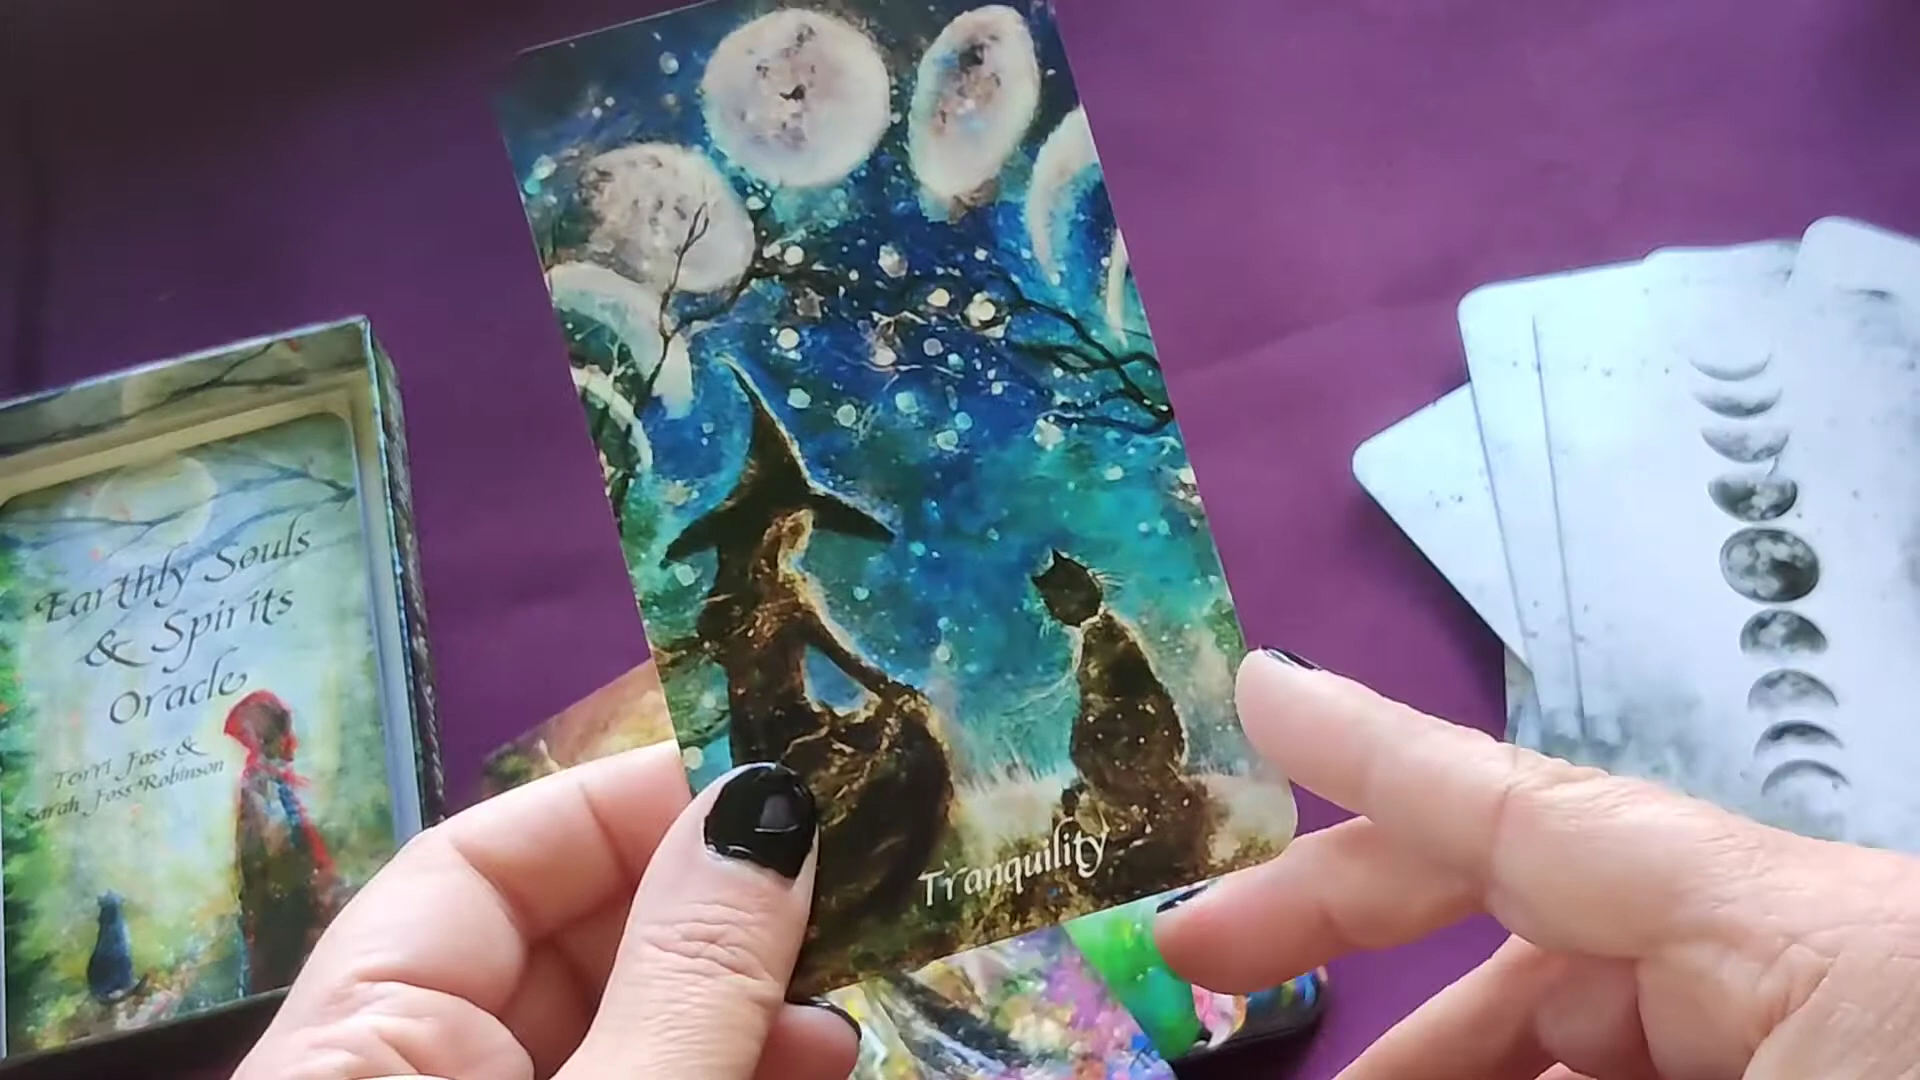 Earthly Souls
& Spirits
Oracle
Terri Foss &
Sarah Foss Robinson
Tranquility